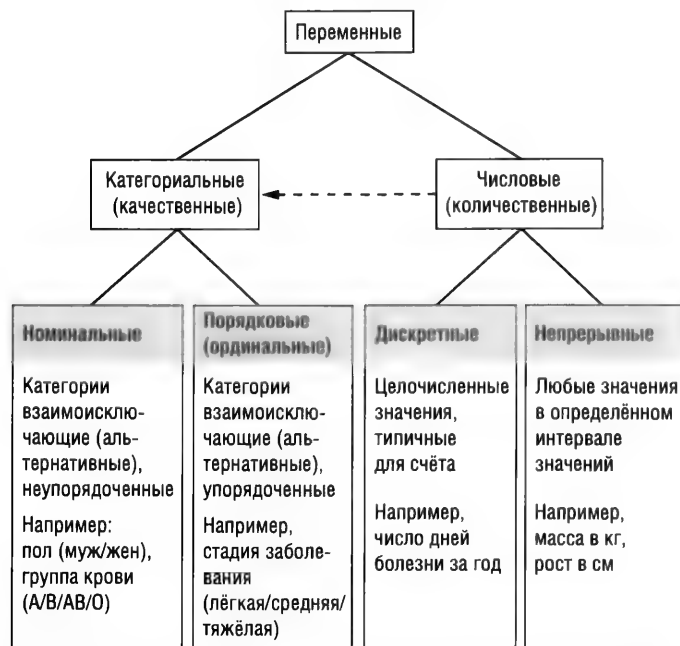 Переменные
Категориальные
(качественные)
Числовые
(количественные)
Номинальные
Категории
взаимоисклю-
чающие (аль-
тернативные),
неупорядоченные
Например:
пол (муж/жен),
группа крови
(A/B/AB/O)
Порядковые
(ординальные)
Категории
взаимоисклю-
чающие (аль-
тернативные),
упорядоченные
Например,
стадия заболе-
вания
(лёгкая/средняя/
тяжёлая)
Дискретные
Целочисленные
значения,
типичные
для счёта
Например,
число дней
болезни за год
Непрерывные
Любые значения
в определённом
интервале
значений
Например,
масса в кг,
рост в см